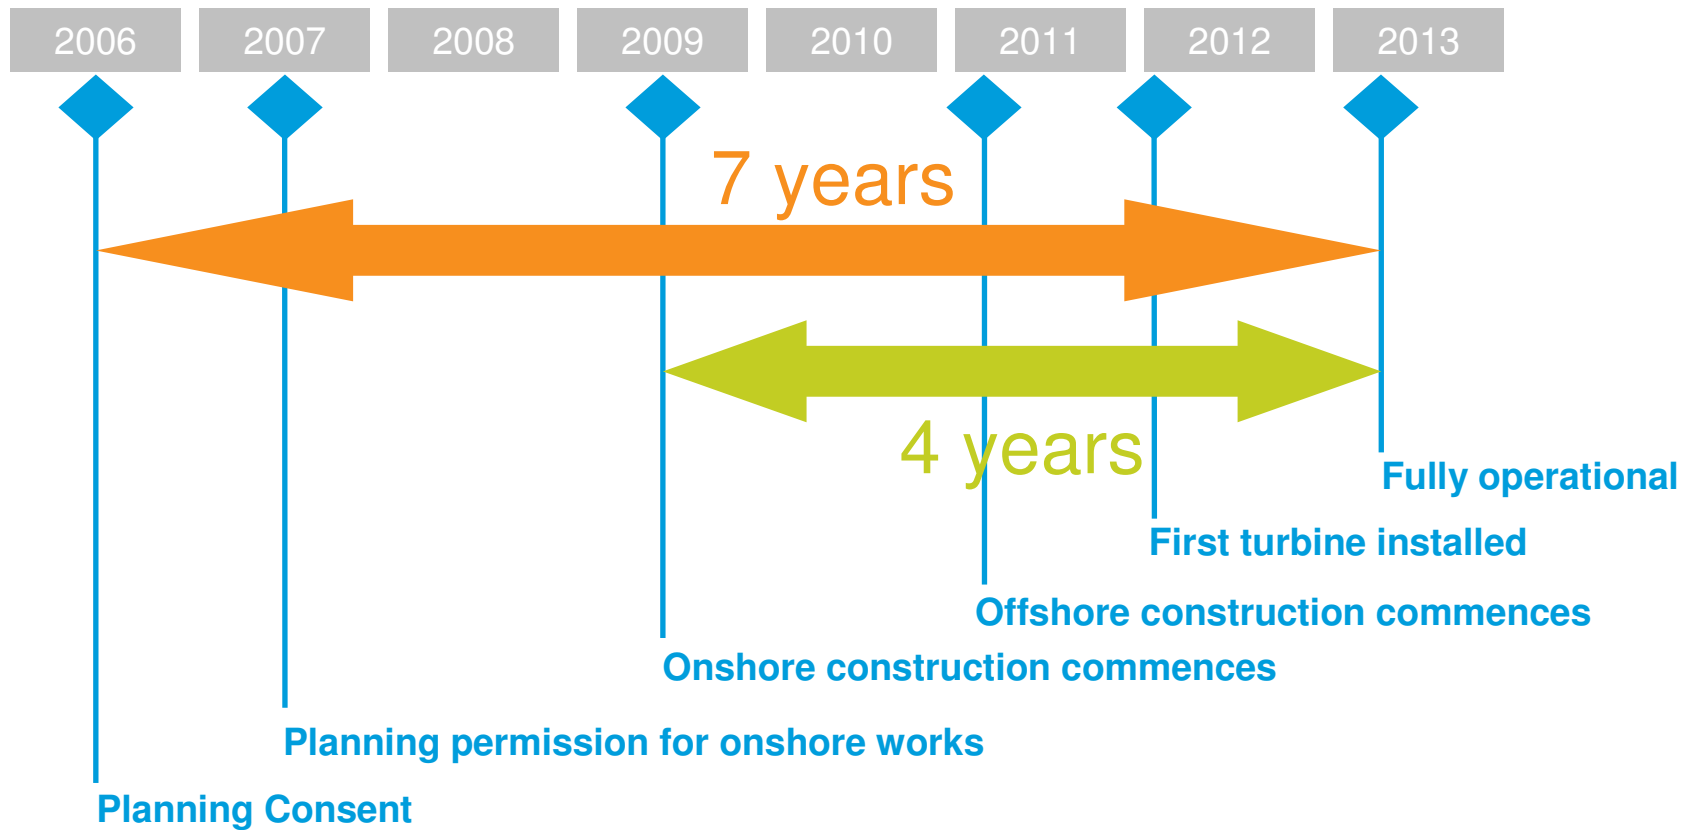 2006 2007 2008 2009 2010 2011 2012 2013
7 years
4 years
Fully operational
First turbine installed
Offshore construction commences
Onshore construction commences
Planning permission for onshore works
Planning Consent